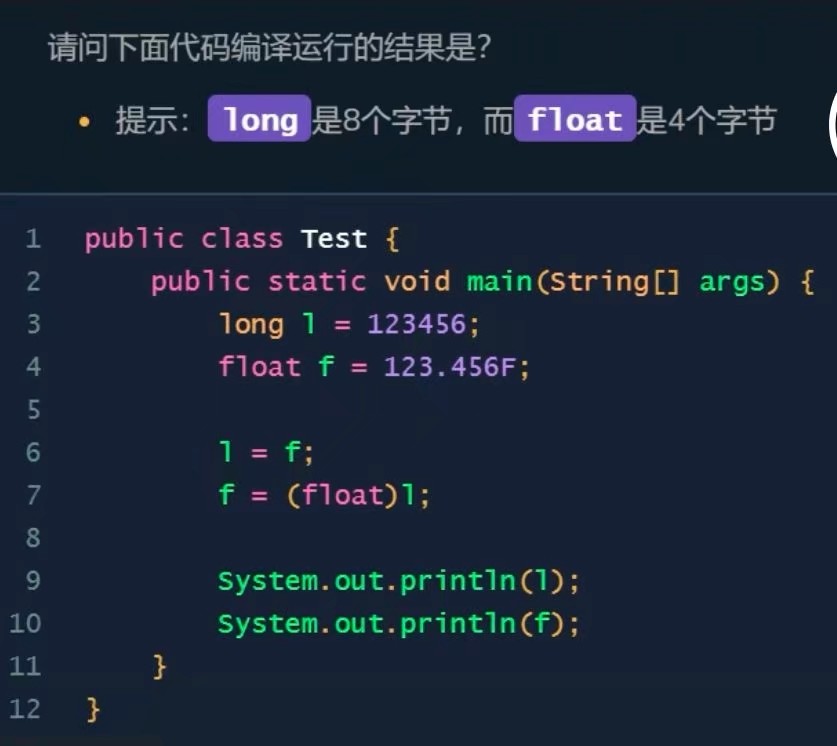 请问下面代码编译运行的结果是？
• 提示： long 是8个字节，而 float 是4个字节
1 public class Test {
2     public static void main(String[] args) {
3         long l = 123456;
4         float f = 123.456F;
5
6         l = f;
7         f = (float)l;
8
9         System.out.println(l);
10         System.out.println(f);
11     }
12 }